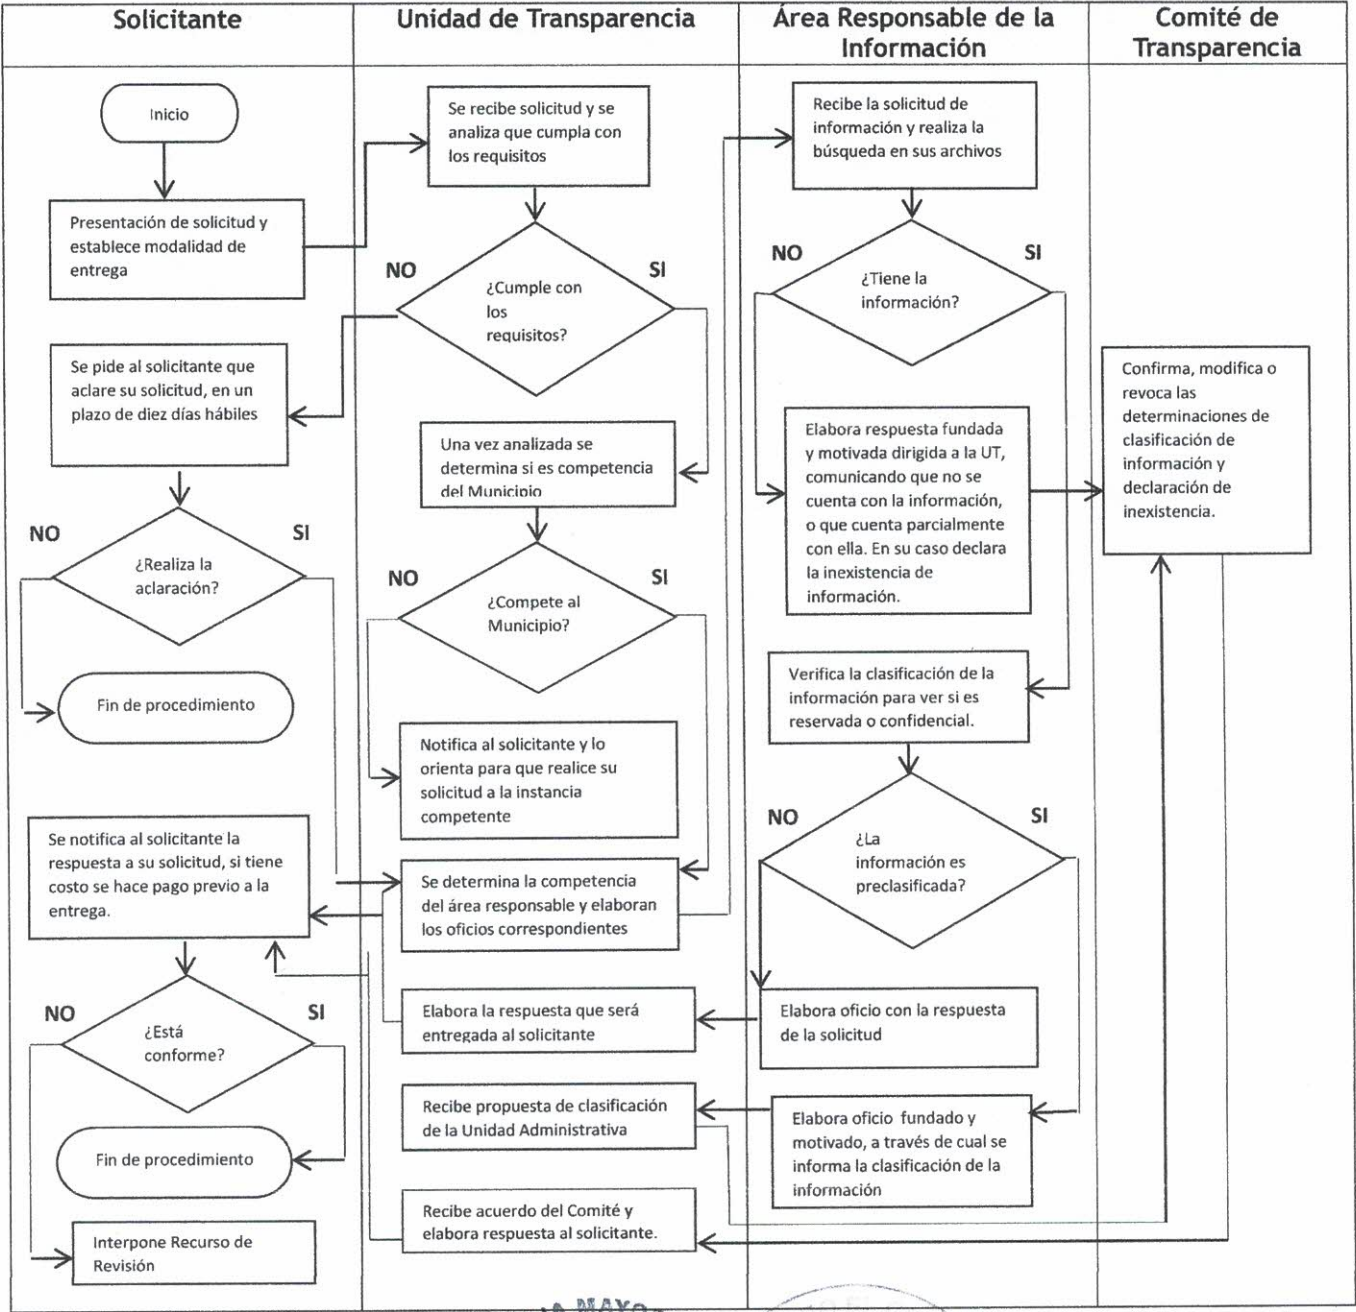 Solicitante
Unidad de Transparencia
Área Responsable de la
Información
Comité de
Transparencia
Inicio
Presentación de solicitud y
establece modalidad de
entrega
Se pide al solicitante que
aclare su solicitud, en un
plazo de diez días hábiles
NO
SI
¿Realiza la
aclaración?
Fin de procedimiento
Se notifica al solicitante la
respuesta a su solicitud, si tiene
costo se hace pago previo a la
entrega.
NO
SI
¿Está
conforme?
Fin de procedimiento
Interpone Recurso de
Revisión
Se recibe solicitud y se
analiza que cumpla con
los requisitos
NO
SI
¿Cumple con
los
requisitos?
Una vez analizada se
determina si es competencia
del Municipio
NO
SI
¿Compete al
Municipio?
Notifica al solicitante y lo
orienta para que realice su
solicitud a la instancia
competente
Se determina la competencia
del área responsable y elaboran
los oficios correspondientes
Elabora la respuesta que será
entregada al solicitante
Recibe propuesta de clasificación
de la Unidad Administrativa
Recibe acuerdo del Comité y
elabora respuesta al solicitante.
Recibe la solicitud de
información y realiza la
búsqueda en sus archivos
NO
SI
¿Tiene la
información?
Elabora respuesta fundada
y motivada dirigida a la UT,
comunicando que no se
cuenta con la información,
o que cuenta parcialmente
con ella. En su caso declara
la inexistencia de
información.
Verifica la clasificación de la
información para ver si es
reservada o confidencial.
NO
SI
¿La
información es
preclasificada?
Elabora oficio con la respuesta
de la solicitud
Elabora oficio fundado y
motivado, a través de cual se
informa la clasificación de la
información
Confirma, modifica o
revoca las
determinaciones de
clasificación de
información y
declaración de
inexistencia.